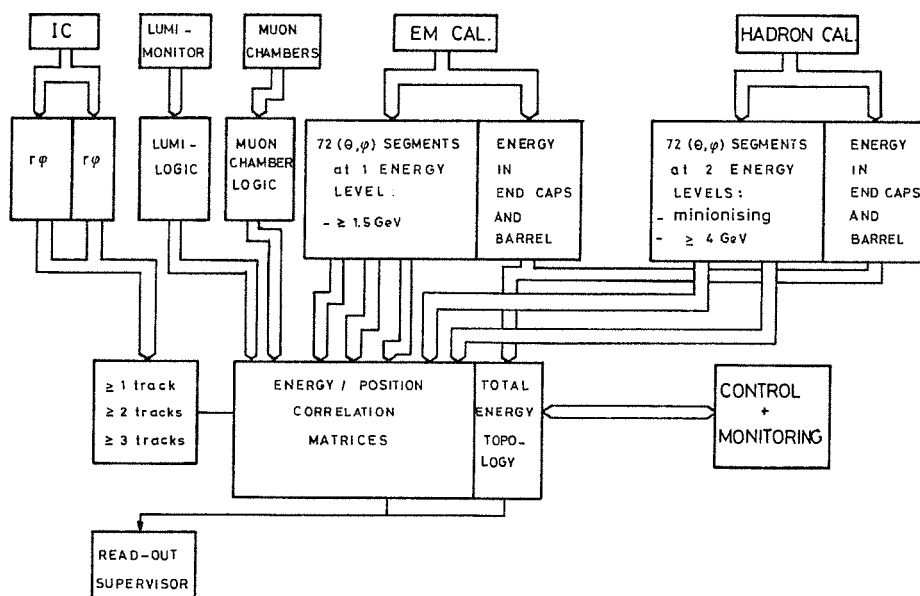 IC
LUMI-
MONITOR
MUON
CHAMBERS
EM CAL.
HADRON CAL.
rφ
rφ
LUMI-
LOGIC
MUON
CHAMBER
LOGIC
72 (θ,φ) SEGMENTS
at 1 ENERGY
LEVEL:
- ≥ 1.5 GeV
ENERGY
IN
END CAPS
AND
BARREL
72 (θ,φ) SEGMENTS
at 2 ENERGY
LEVELS:
- minionising
- ≥ 4 GeV
ENERGY
IN
END CAPS
AND
BARREL
≥ 1 track
≥ 2 tracks
≥ 3 tracks
ENERGY / POSITION
CORRELATION
MATRICES
TOTAL
ENERGY
TOPO-
LOGY
CONTROL
+
MONITORING
READ-OUT
SUPERVISOR